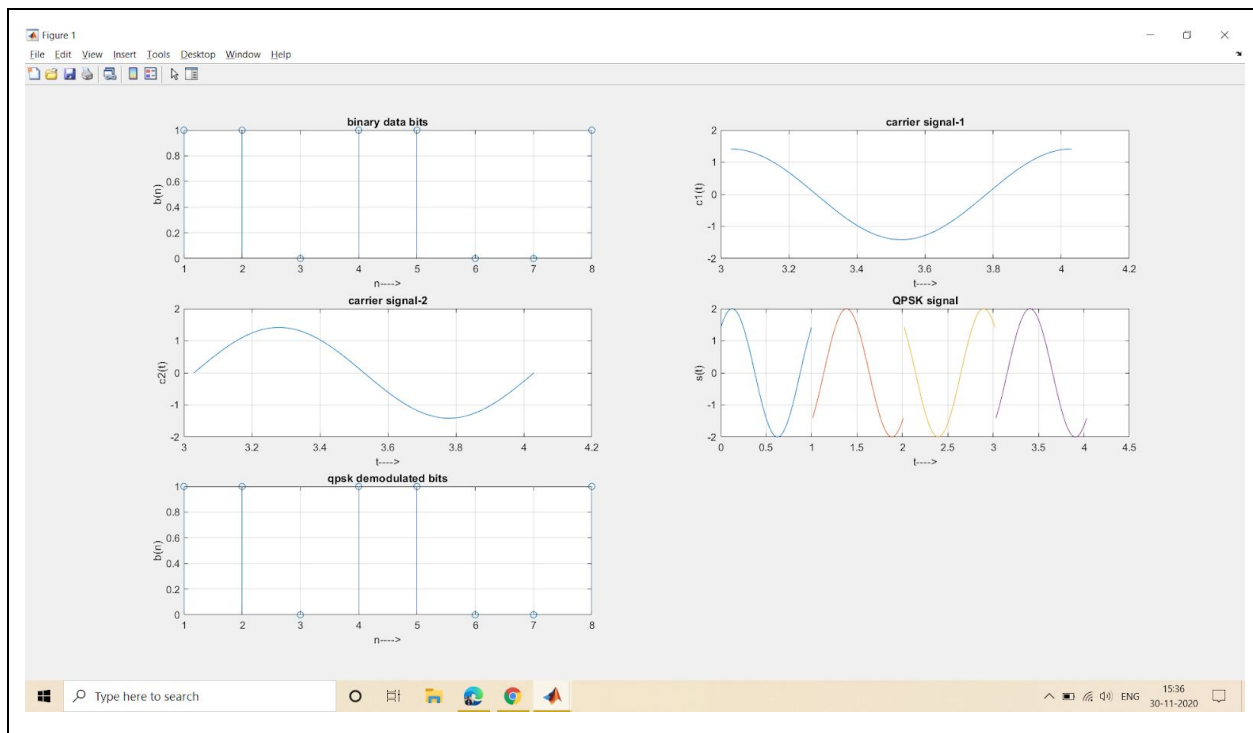 Figure 1
File Edit View Insert Tools Desktop Window Help
binary data bits
1
0.8
0.6
0.4
0.2
0
b(n)
1 2 3 4 5 6 7 8
n---->
carrier signal-1
2
1
0
-1
-2
c1(t)
3 3.2 3.4 3.6 3.8 4 4.2
t---->
carrier signal-2
2
1
0
-1
-2
c2(t)
3 3.2 3.4 3.6 3.8 4 4.2
t---->
QPSK signal
2
1
0
-1
-2
s(t)
0 0.5 1 1.5 2 2.5 3 3.5 4 4.5
t---->
qpsk demodulated bits
1
0.8
0.6
0.4
0.2
0
b(n)
1 2 3 4 5 6 7 8
n---->
Type here to search
ENG
15:36
30-11-2020